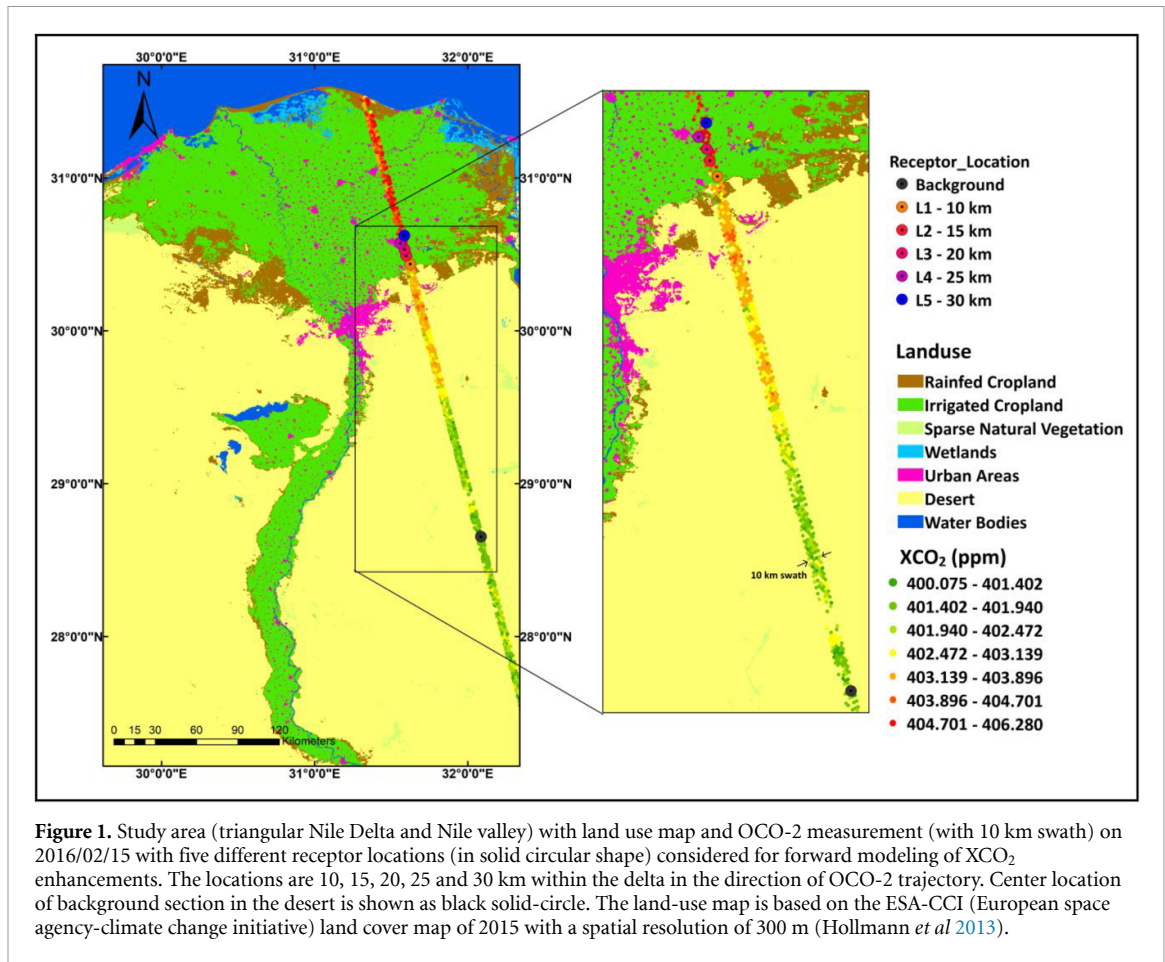 30°0'0"E 31°0'0"E 32°0'0"E
N
31°0'0"N
30°0'0"N
29°0'0"N
28°0'0"N
31°0'0"N
30°0'0"N
29°0'0"N
28°0'0"N
0 15 30 60 90 120
Kilometers
30°0'0"E 31°0'0"E 32°0'0"E
10 km swath
Receptor_Location
Background
L1 - 10 km
L2 - 15 km
L3 - 20 km
L4 - 25 km
L5 - 30 km
Landuse
Rainfed Cropland
Irrigated Cropland
Sparse Natural Vegetation
Wetlands
Urban Areas
Desert
Water Bodies
XCO₂ (ppm)
400.075 - 401.402
401.402 - 401.940
401.940 - 402.472
402.472 - 403.139
403.139 - 403.896
403.896 - 404.701
404.701 - 406.280
Figure 1. Study area (triangular Nile Delta and Nile valley) with land use map and OCO-2 measurement (with 10 km swath) on
2016/02/15 with five different receptor locations (in solid circular shape) considered for forward modeling of XCO₂
enhancements. The locations are 10, 15, 20, 25 and 30 km within the delta in the direction of OCO-2 trajectory. Center location
of background section in the desert is shown as black solid-circle. The land-use map is based on the ESA-CCI (European space
agency-climate change initiative) land cover map of 2015 with a spatial resolution of 300 m (Hollmann et al 2013).